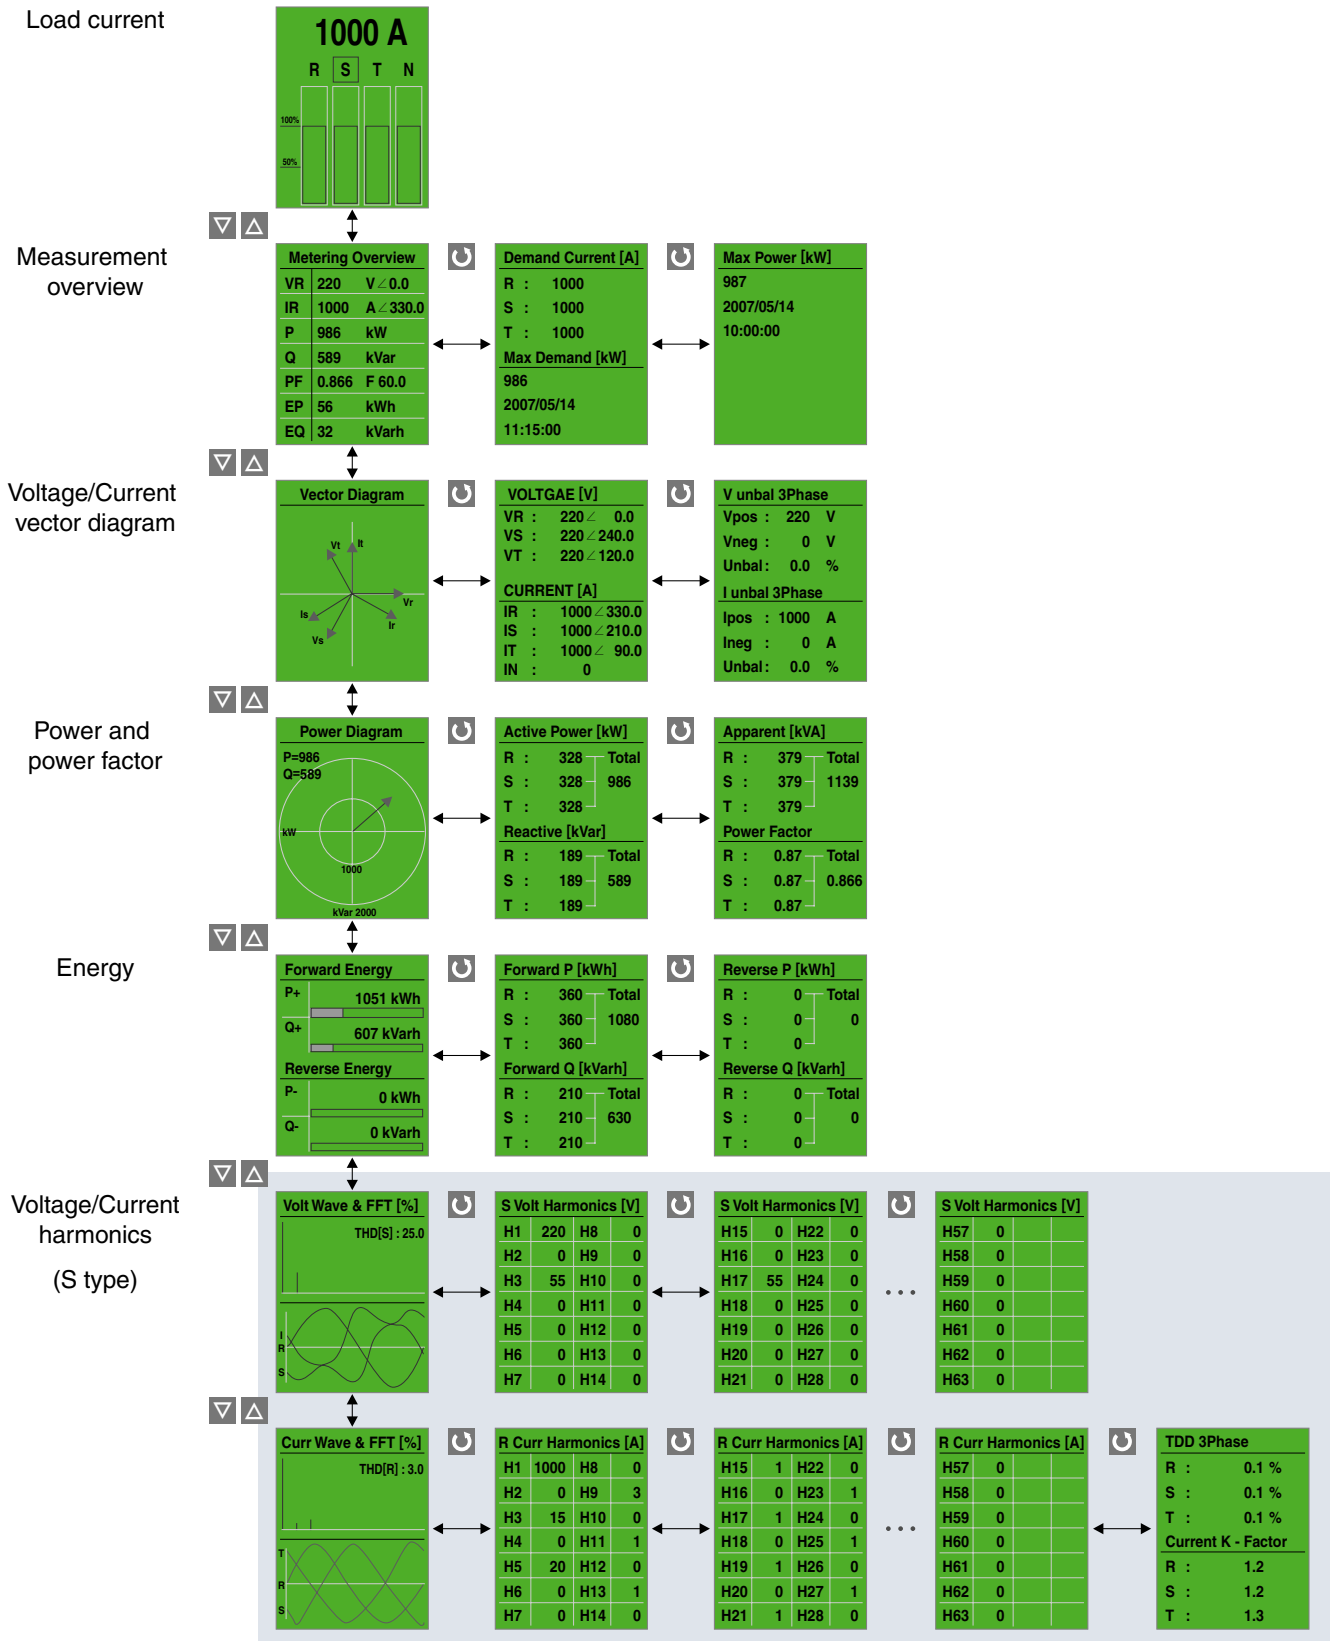 Load current
1000 A
R S T N
100%
50%
Measurement
overview
Metering Overview
VR 220 V∠0.0
IR 1000 A∠330.0
P 986 kW
Q 589 kVar
PF 0.866 F 60.0
EP 56 kWh
EQ 32 kVarh
Demand Current [A]
R : 1000
S : 1000
T : 1000
Max Demand [kW]
986
2007/05/14
11:15:00
Max Power [kW]
987
2007/05/14
10:00:00
Voltage/Current
vector diagram
Vector Diagram
Vt It
Vr
Is
Ir
Vs
VOLTGAE [V]
VR : 220∠ 0.0
VS : 220∠240.0
VT : 220∠120.0
CURRENT [A]
IR : 1000∠330.0
IS : 1000∠210.0
IT : 1000∠ 90.0
IN : 0
V unbal 3Phase
Vpos : 220 V
Vneg : 0 V
Unbal: 0.0 %
I unbal 3Phase
Ipos : 1000 A
Ineg : 0 A
Unbal: 0.0 %
Power and
power factor
Power Diagram
P=986
Q=589
kW
1000
kVar 2000
Active Power [kW]
R : 328 Total
S : 328 986
T : 328
Reactive [kVar]
R : 189 Total
S : 189 589
T : 189
Apparent [kVA]
R : 379 Total
S : 379 1139
T : 379
Power Factor
R : 0.87 Total
S : 0.87 0.866
T : 0.87
Energy
Forward Energy
P+ 1051 kWh
Q+ 607 kVarh
Reverse Energy
P- 0 kWh
Q- 0 kVarh
Forward P [kWh]
R : 360 Total
S : 360 1080
T : 360
Forward Q [kVarh]
R : 210 Total
S : 210 630
T : 210
Reverse P [kWh]
R : 0 Total
S : 0 0
T : 0
Reverse Q [kVarh]
R : 0 Total
S : 0 0
T : 0
Voltage/Current
harmonics
(S type)
Volt Wave & FFT [%]
THD[S] : 25.0
I
R
S
S Volt Harmonics [V]
H1 220 H8 0
H2 0 H9 0
H3 55 H10 0
H4 0 H11 0
H5 0 H12 0
H6 0 H13 0
H7 0 H14 0
S Volt Harmonics [V]
H15 0 H22 0
H16 0 H23 0
H17 55 H24 0
H18 0 H25 0
H19 0 H26 0
H20 0 H27 0
H21 0 H28 0
• • •
S Volt Harmonics [V]
H57 0
H58 0
H59 0
H60 0
H61 0
H62 0
H63 0
Curr Wave & FFT [%]
THD[R] : 3.0
T
R
S
R Curr Harmonics [A]
H1 1000 H8 0
H2 0 H9 3
H3 15 H10 0
H4 0 H11 1
H5 20 H12 0
H6 0 H13 1
H7 0 H14 0
R Curr Harmonics [A]
H15 1 H22 0
H16 0 H23 1
H17 1 H24 0
H18 0 H25 1
H19 1 H26 0
H20 0 H27 1
H21 1 H28 0
• • •
R Curr Harmonics [A]
H57 0
H58 0
H59 0
H60 0
H61 0
H62 0
H63 0
TDD 3Phase
R : 0.1 %
S : 0.1 %
T : 0.1 %
Current K - Factor
R : 1.2
S : 1.2
T : 1.3